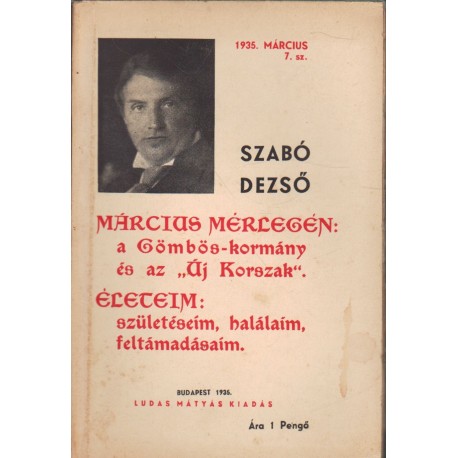 1935. MÁRCIUS
7. sz.
SZABÓ
DEZSŐ
MÁRCIUS MÉRLEGÉN:
a Gömbös-kormány
és az „Új Korszak“.
ÉLETEIM:
születéseim, halálaim,
feltámadásaim.
BUDAPEST 1935.
LUDAS MÁTYÁS KIADÁS
Ára 1 Pengő